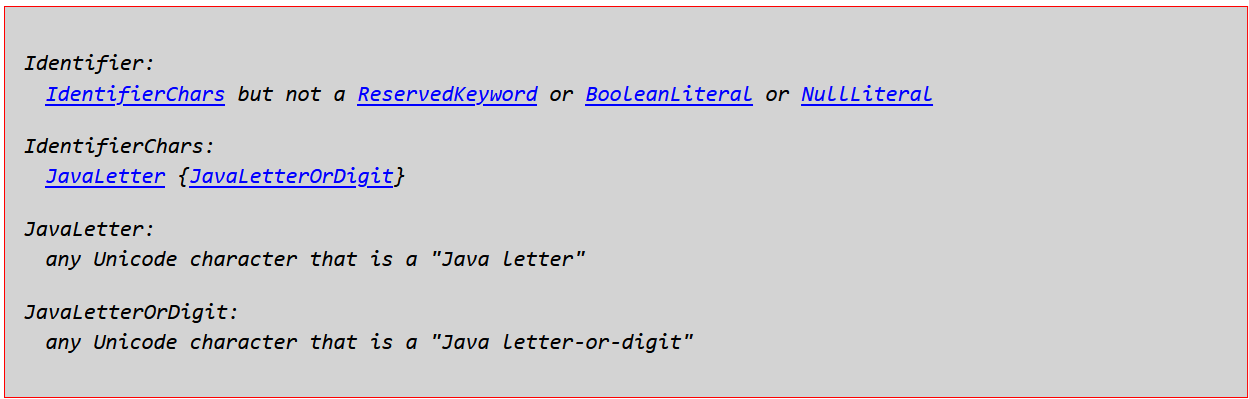 Identifier:
IdentifierChars but not a ReservedKeyword or BooleanLiteral or NullLiteral
IdentifierChars:
JavaLetter {JavaLetterOrDigit}
JavaLetter:
any Unicode character that is a "Java letter"
JavaLetterOrDigit:
any Unicode character that is a "Java letter-or-digit"